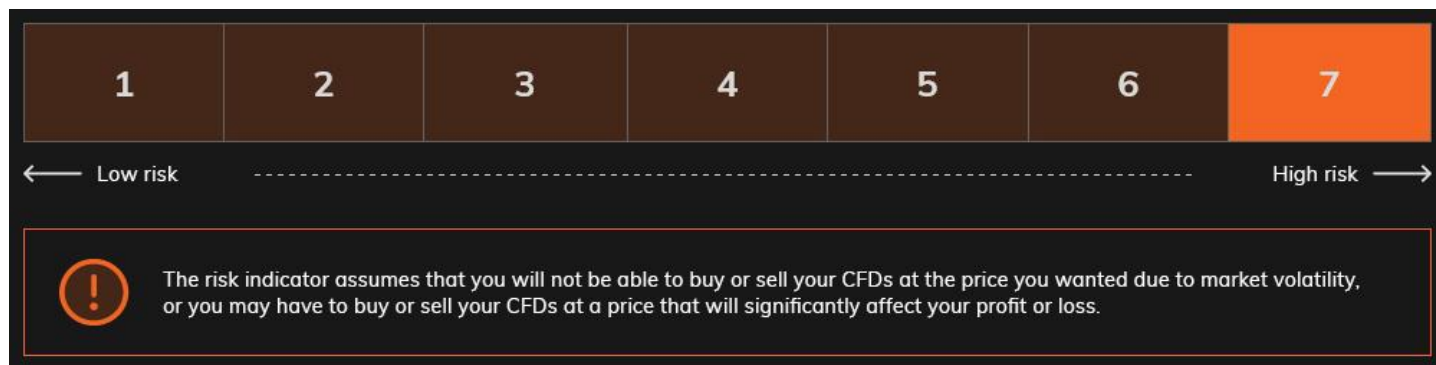 1 2 3 4 5 6 7
Low risk High risk
The risk indicator assumes that you will not be able to buy or sell your CFDs at the price you wanted due to market volatility,
or you may have to buy or sell your CFDs at a price that will significantly affect your profit or loss.